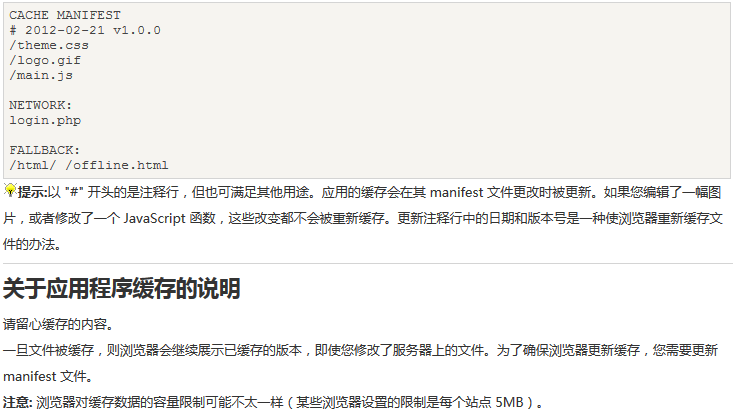 CACHE MANIFEST
# 2012-02-21 v1.0.0
/theme.css
/logo.gif
/main.js
NETWORK:
login.php
FALLBACK:
/html/ /offline.html
提示:以 "#" 开头的是注释行，但也可满足其他用途。应用的缓存会在其 manifest 文件更改时被更新。如果您编辑了一幅图
片，或者修改了一个 JavaScript 函数，这些改变都不会被重新缓存。更新注释行中的日期和版本号是一种使浏览器重新缓存文
件的办法。
关于应用程序缓存的说明
请留心缓存的内容。
一旦文件被缓存，则浏览器会继续展示已缓存的版本，即使您修改了服务器上的文件。为了确保浏览器更新缓存，您需要更新
manifest 文件。
注意: 浏览器对缓存数据的容量限制可能不太一样（某些浏览器设置的限制是每个站点 5MB）。